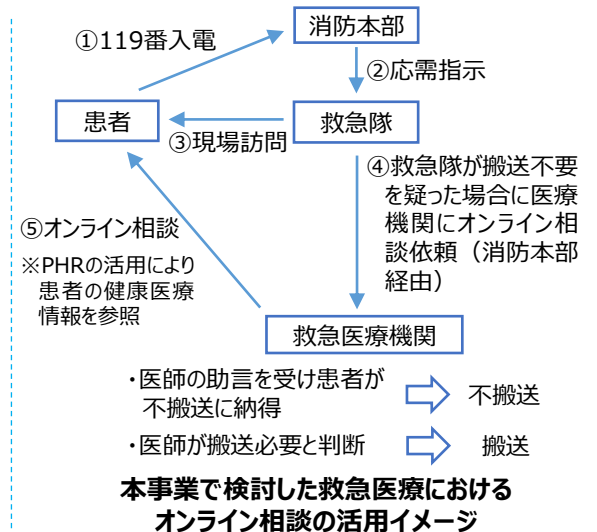 消防本部
①119番入電
②応需指示
患者
救急隊
③現場訪問
④救急隊が搬送不要
を疑った場合に医療
機関にオンライン相
談依頼（消防本部
経由）
⑤オンライン相談
※PHRの活用により
患者の健康医療
情報を参照
救急医療機関
・医師の助言を受け患者が
不搬送に納得
不搬送
・医師が搬送必要と判断
搬送
本事業で検討した救急医療における
オンライン相談の活用イメージ